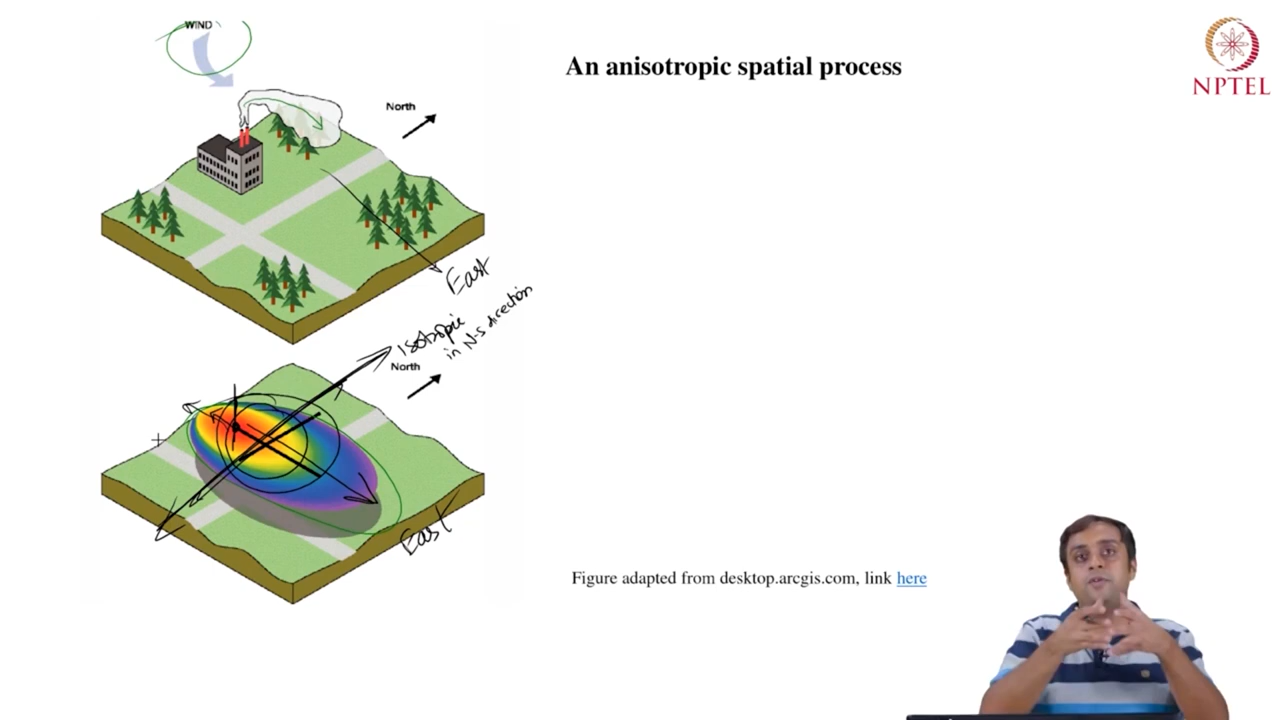 WIND
An anisotropic spatial process
NPTEL
North
East
isotropic
in N-S direction
North
East
Figure adapted from desktop.arcgis.com, link here